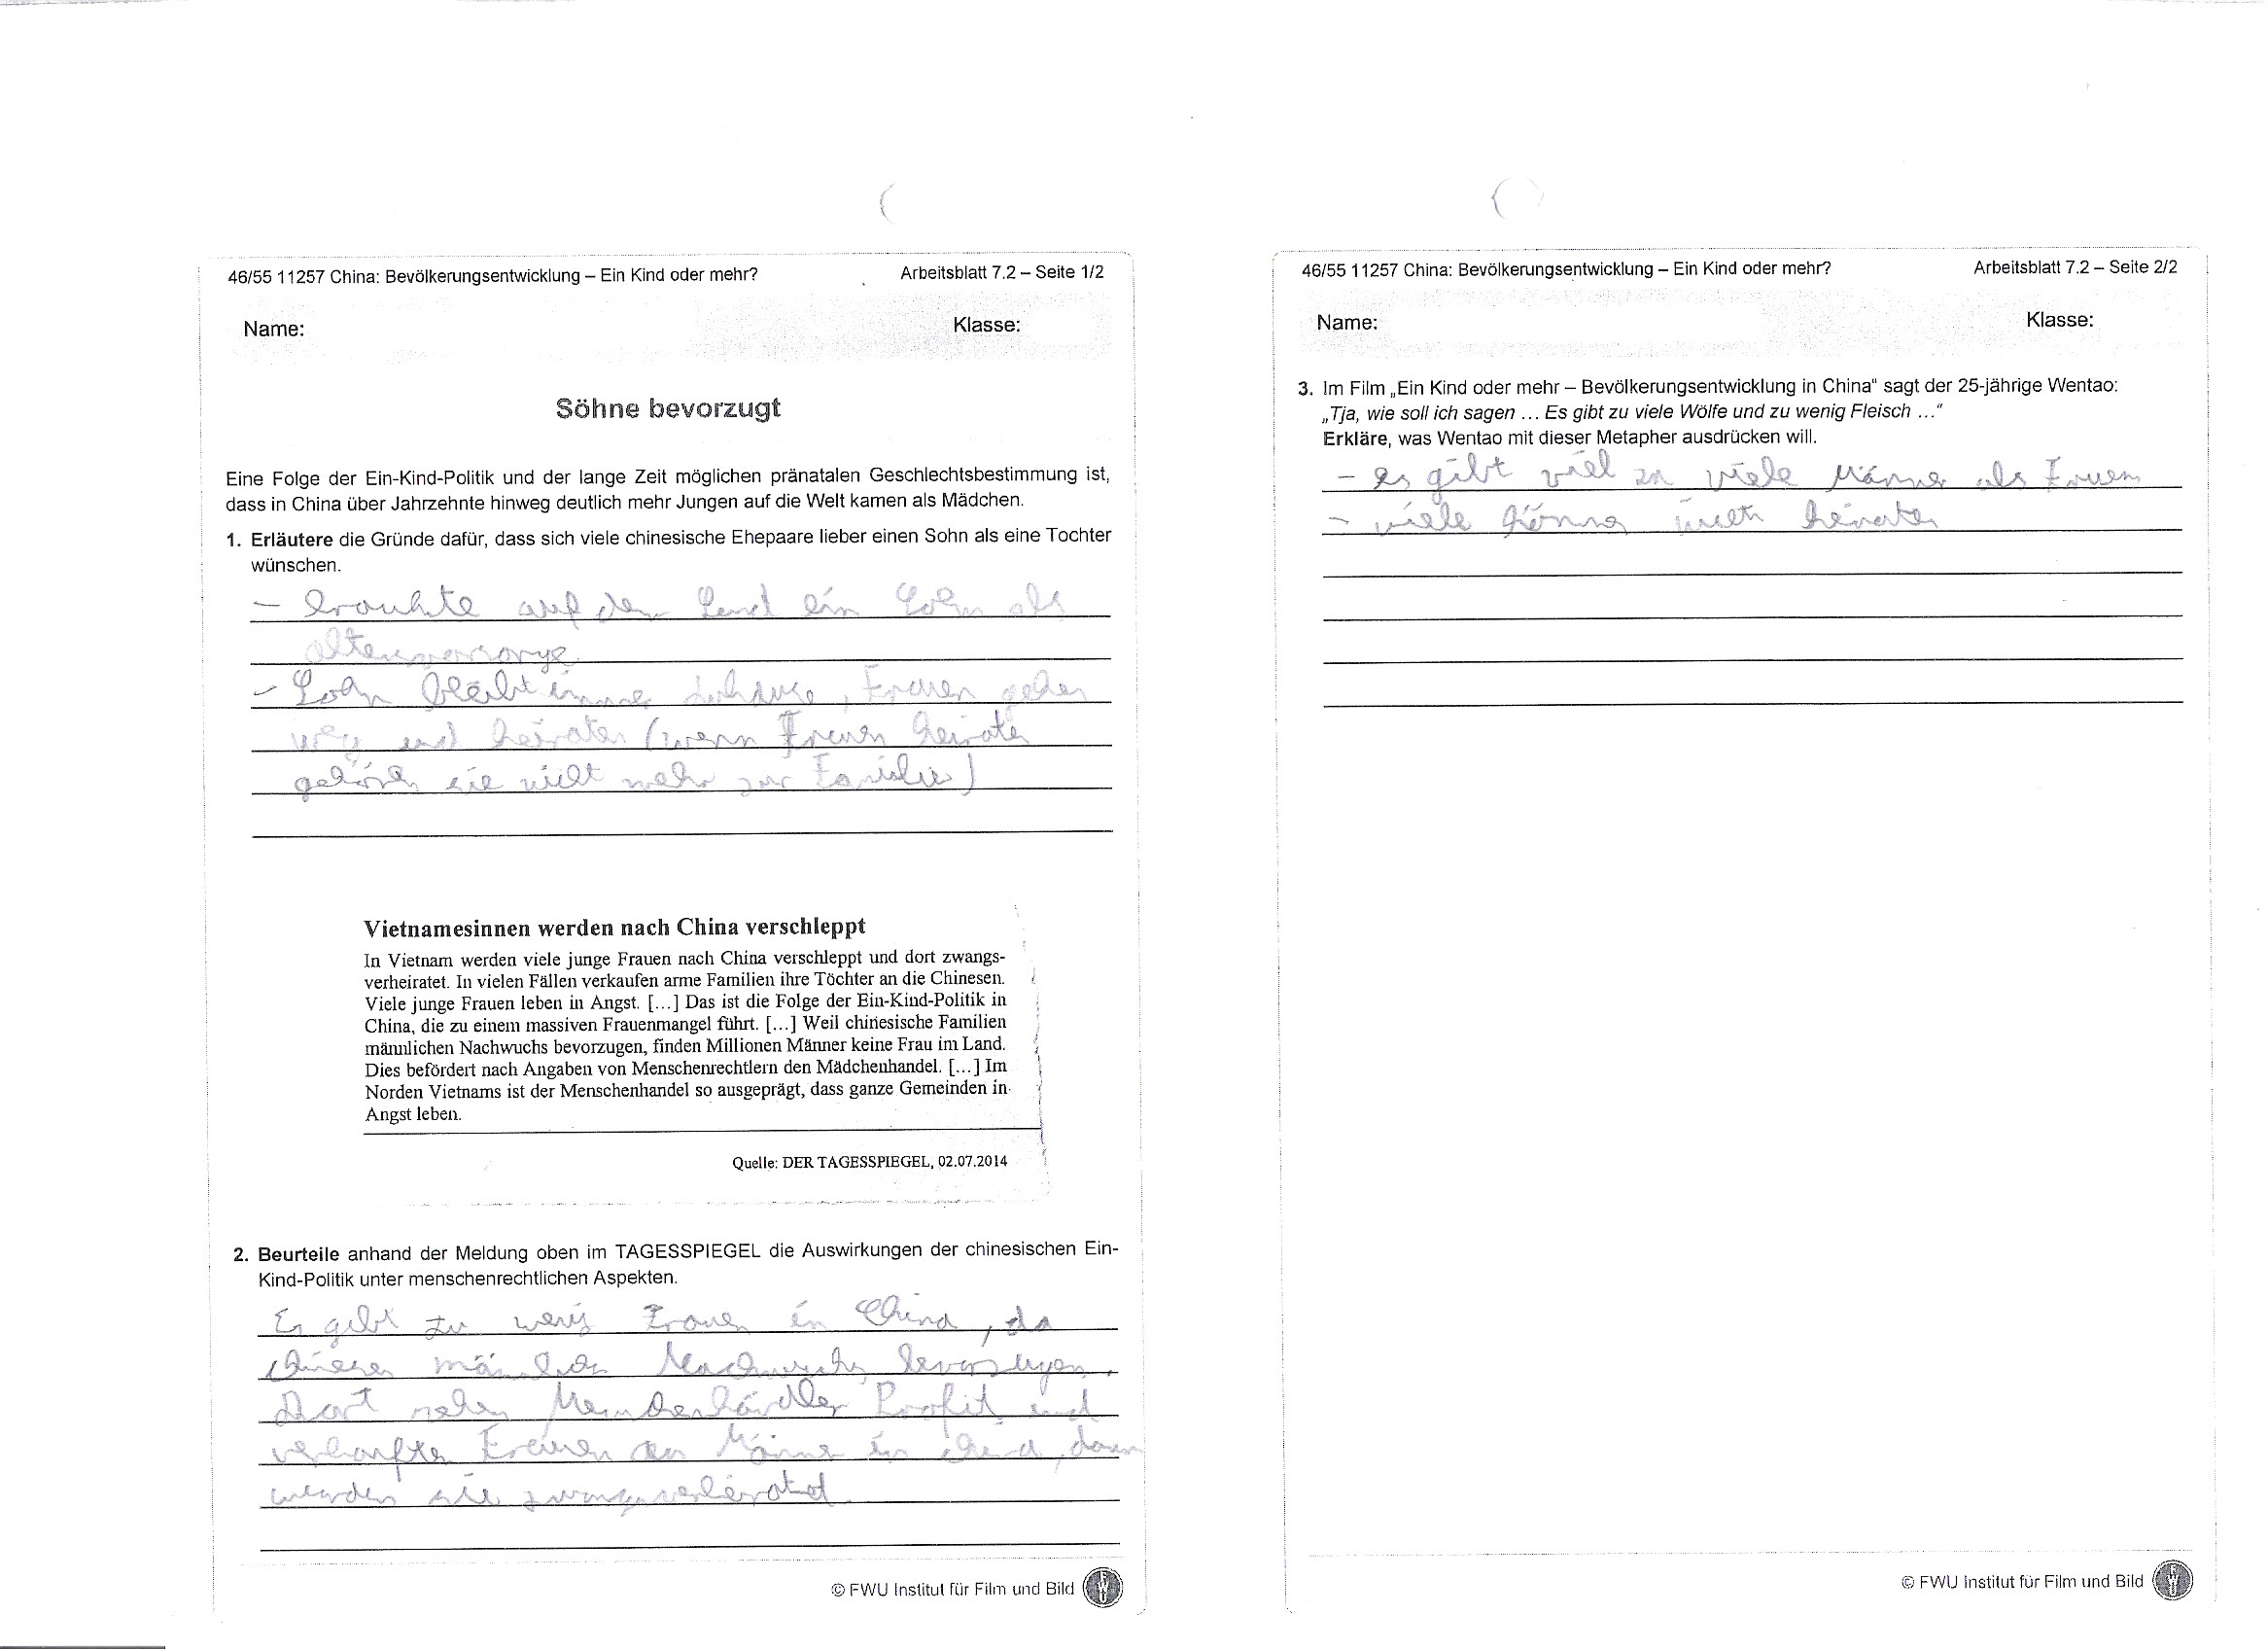 46/55 11257 China: Bevölkerungsentwicklung – Ein Kind oder mehr? Arbeitsblatt 7.2 – Seite 1/2
Name: Klasse:
Söhne bevorzugt
Eine Folge der Ein-Kind-Politik und der lange Zeit möglichen pränatalen Geschlechtsbestimmung ist,
dass in China über Jahrzehnte hinweg deutlich mehr Jungen auf die Welt kamen als Mädchen.
1. Erläutere die Gründe dafür, dass sich viele chinesische Ehepaare lieber einen Sohn als eine Tochter
wünschen.
– brauchte auf dem Land ein Sohn als
altersvorsorge
– Sohn bleibt immer zuhause, Frauen gehen
weg und heiraten (wenn Frauen heiraten
gehören sie nicht mehr zur Familie)
Vietnamesinnen werden nach China verschleppt
In Vietnam werden viele junge Frauen nach China verschleppt und dort zwangs-
verheiratet. In vielen Fällen verkaufen arme Familien ihre Töchter an die Chinesen.
Viele junge Frauen leben in Angst. [...] Das ist die Folge der Ein-Kind-Politik in
China, die zu einem massiven Frauenmangel führt. [...] Weil chinesische Familien
männlichen Nachwuchs bevorzugen, finden Millionen Männer keine Frau im Land.
Dies befördert nach Angaben von Menschenrechtlern den Mädchenhandel. [...] Im
Norden Vietnams ist der Menschenhandel so ausgeprägt, dass ganze Gemeinden in
Angst leben.
Quelle: DER TAGESSPIEGEL, 02.07.2014
2. Beurteile anhand der Meldung oben im TAGESSPIEGEL die Auswirkungen der chinesischen Ein-
Kind-Politik unter menschenrechtlichen Aspekten.
Es gibt zu wenig Frauen in China, da
männlichen Nachwuchs bevorzugen.
Dort Menschenhändler Profit und
Frauen an Männer in China, dann
werden sie zwangsverheiratet.
© FWU Institut für Film und Bild
46/55 11257 China: Bevölkerungsentwicklung – Ein Kind oder mehr? Arbeitsblatt 7.2 – Seite 2/2
Name: Klasse:
3. Im Film „Ein Kind oder mehr – Bevölkerungsentwicklung in China“ sagt der 25-jährige Wentao:
„Tja, wie soll ich sagen ... Es gibt zu viele Wölfe und zu wenig Fleisch ...“
Erkläre, was Wentao mit dieser Metapher ausdrücken will.
– es gibt viel zu viele Männer als Frauen
– viele können nicht heiraten
© FWU Institut für Film und Bild